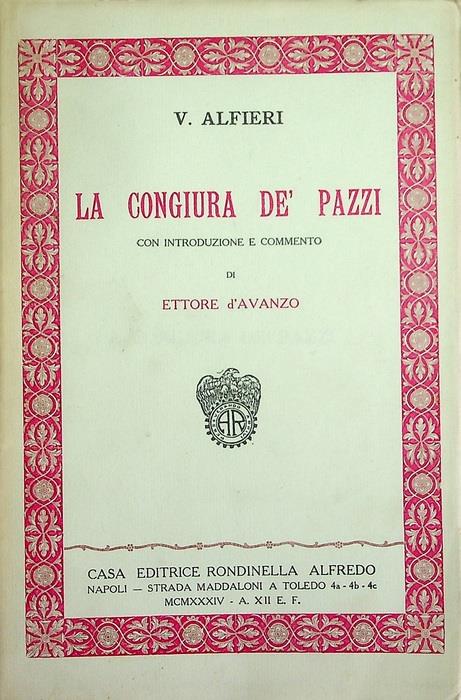 V. ALFIERI
LA CONGIURA DE' PAZZI
CON INTRODUZIONE E COMMENTO
DI
ETTORE d'AVANZO
AR
CASA EDITRICE RONDINELLA ALFREDO
NAPOLI — STRADA MADDALONI A TOLEDO 4a - 4b - 4c
MCMXXXIV - A. XII E. F.